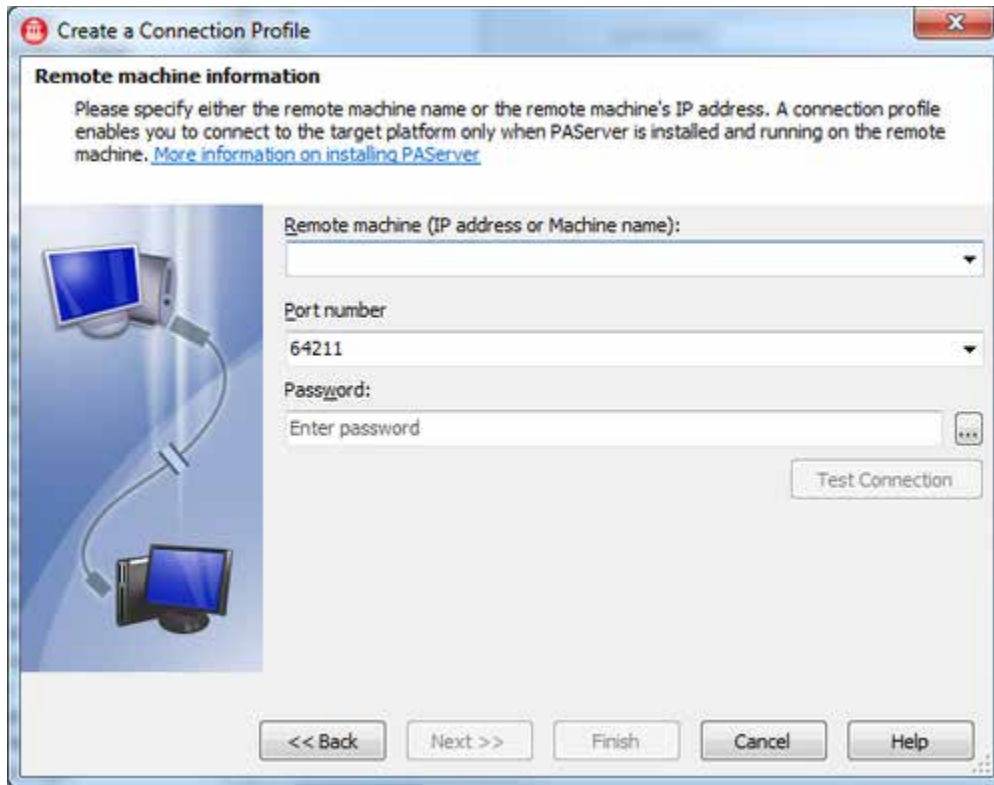 Create a Connection Profile
Remote machine information
Please specify either the remote machine name or the remote machine's IP address. A connection profile
enables you to connect to the target platform only when PAServer is installed and running on the remote
machine. More information on installing PAServer
Remote machine (IP address or Machine name):
Port number
64211
Password:
Enter password
...
Test Connection
<< Back Next >> Finish Cancel Help